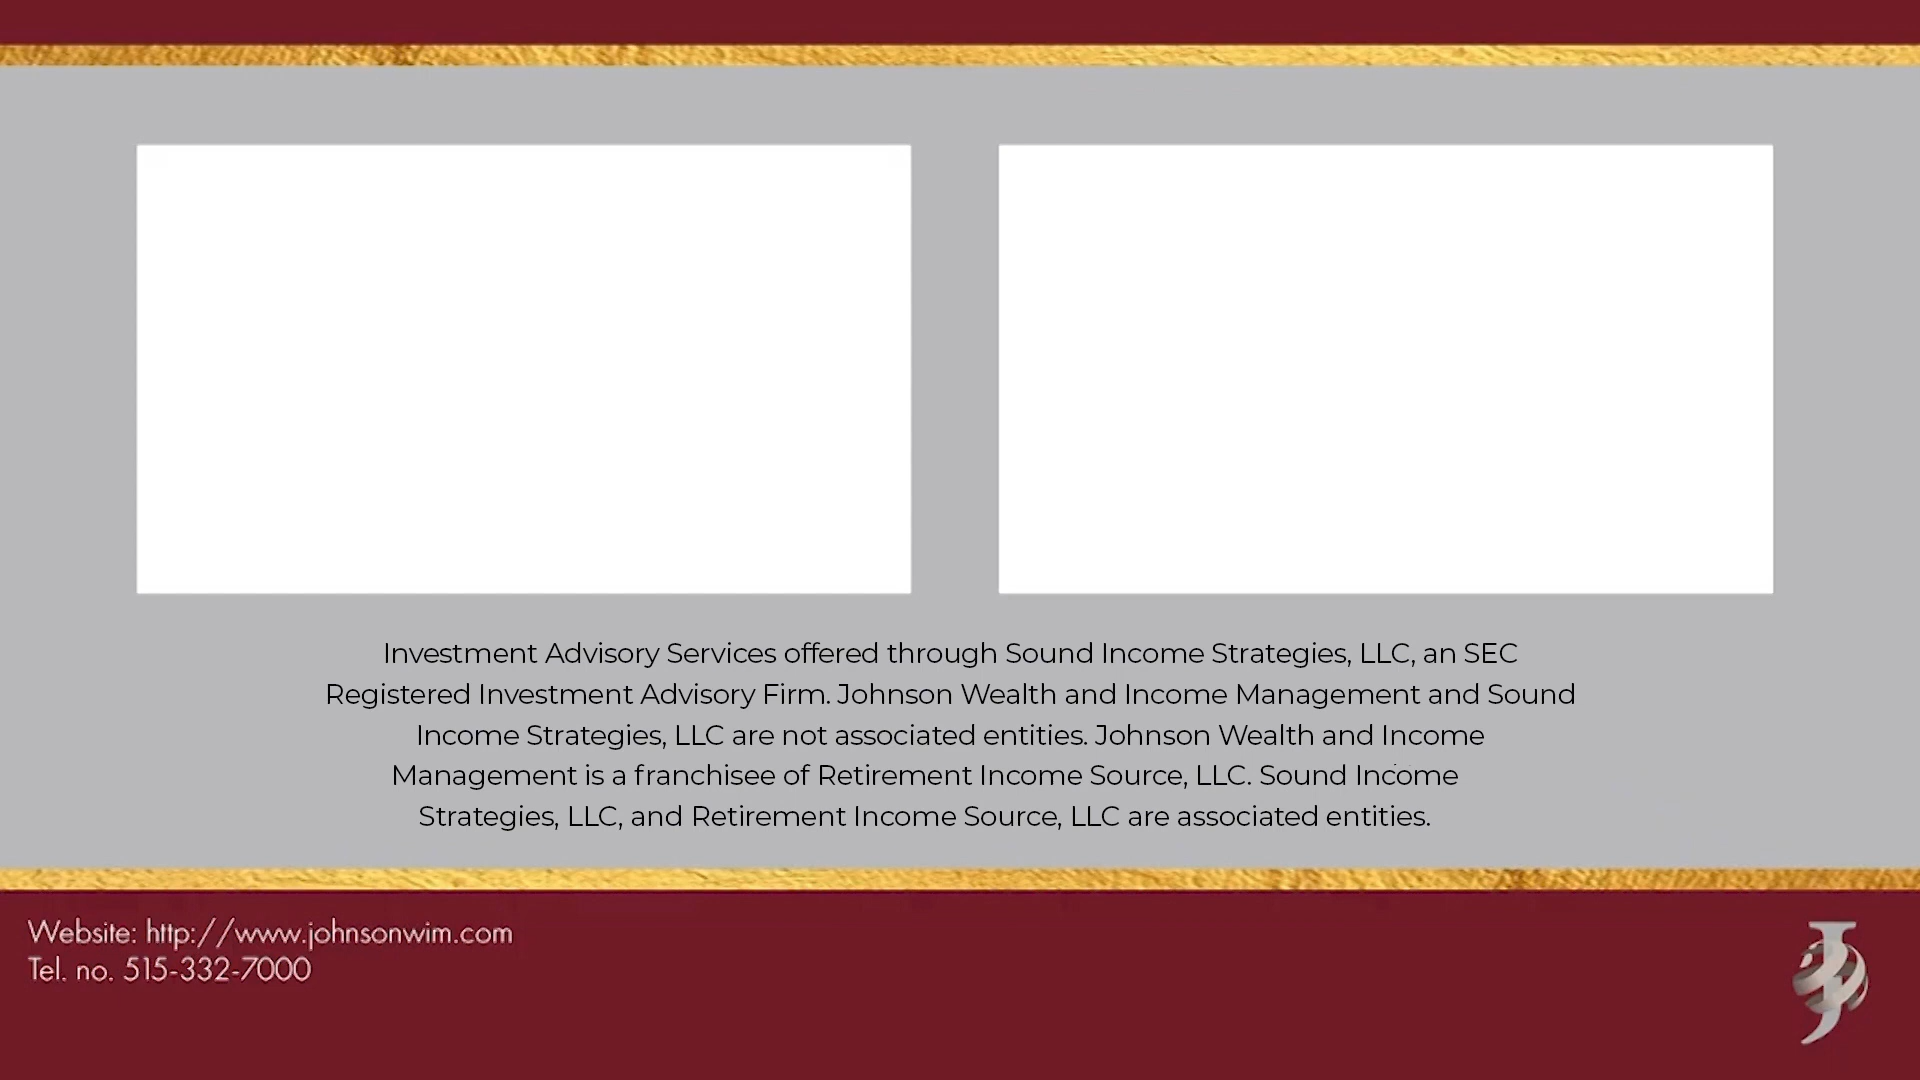 Investment Advisory Services offered through Sound Income Strategies, LLC, an SEC
Registered Investment Advisory Firm. Johnson Wealth and Income Management and Sound
Income Strategies, LLC are not associated entities. Johnson Wealth and Income
Management is a franchisee of Retirement Income Source, LLC. Sound Income
Strategies, LLC, and Retirement Income Source, LLC are associated entities.
Website: http://www.johnsonwim.com
Tel. no. 515-332-7000
J